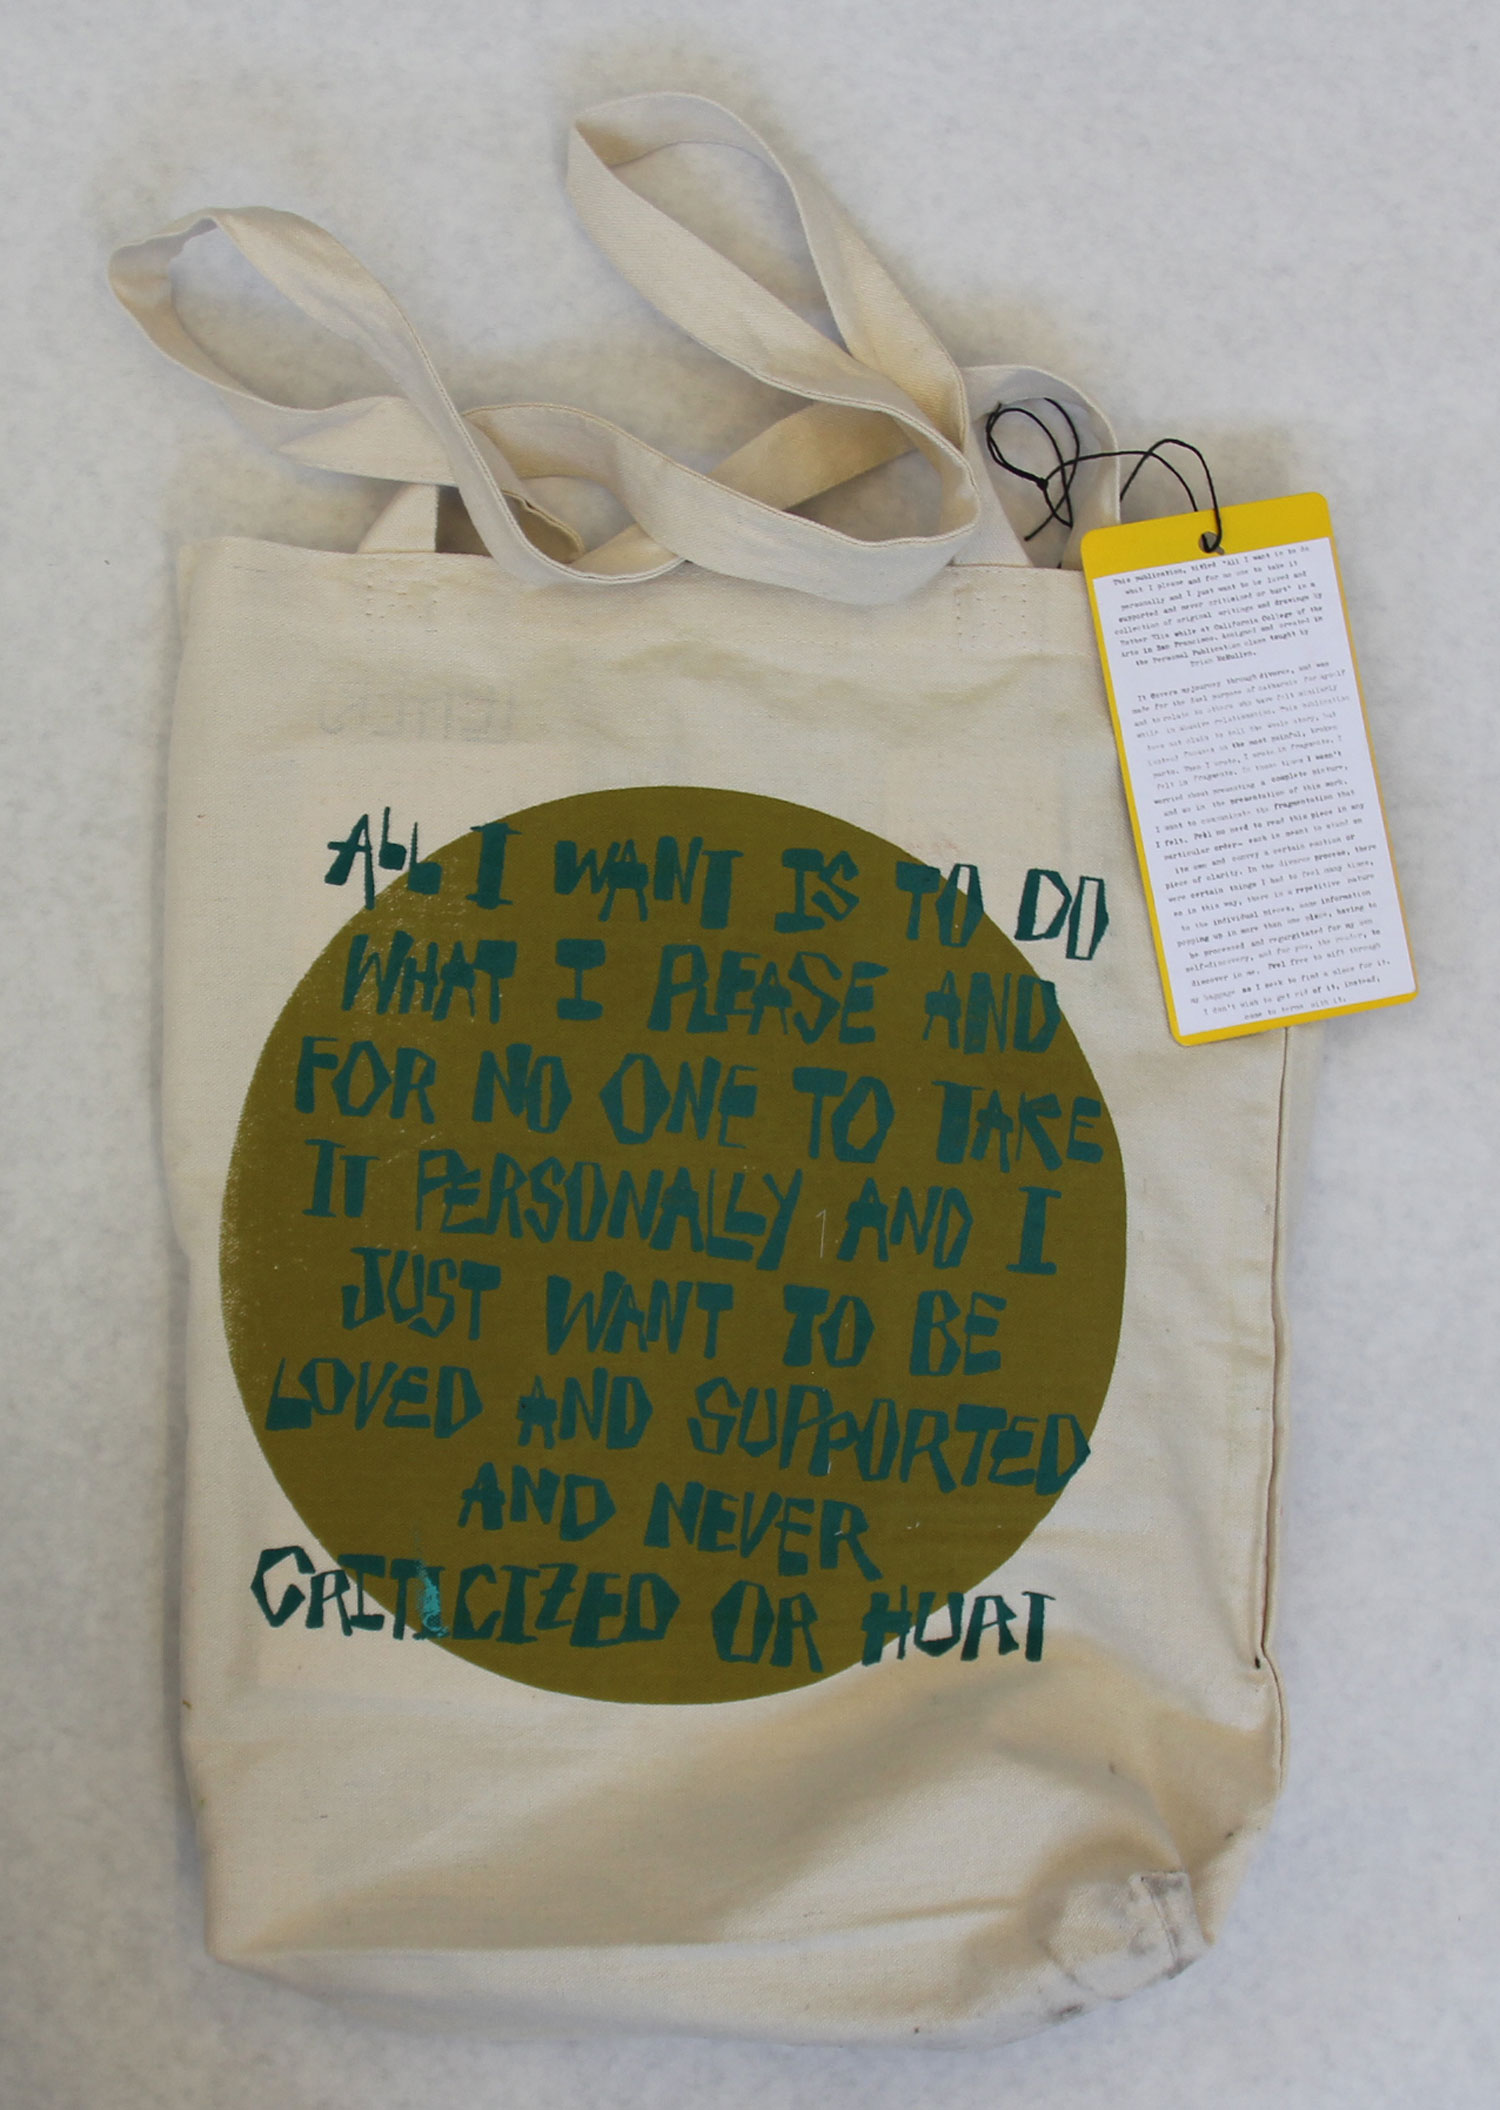 All I WANT IS TO DO
WHAT I PLEASE AND
FOR NO ONE TO TAKE
IT PERSONALLY AND I
JUST WANT TO BE
LOVED AND SUPPORTED
AND NEVER
CRITICIZED OR HURT
This publication, titled "All I want is to do
what I please and for no one to take it
personally and I just want to be loved and
supported and never criticized or hurt" is a
collection of original writings and drawings by
Esther while at California College of the
Arts in San Francisco. Assigned and created in
the Personal Publication class taught by
Brian McMullen.
It covers my journey through divorce, and was
made for the dual purpose of catharsis for myself
and to relate to others who have felt similarly
while in abusive relationships. This publication
does not claim to tell the whole story, but
instead focuses on the most painful, broken
parts. When I wrote, I wrote in fragments. I
felt in fragments. In those times I wasn't
worried about presenting a complete picture,
and so in the presentation of this work,
I want to communicate the fragmentation that
I felt. Feel no need to read this piece in any
particular order- each is meant to stand on
its own and convey a certain emotion or
piece of clarity. In the divorce process, there
were certain things I had to feel many times,
so in this way, there is a repetitive nature
to the individual pieces, some information
popping up in more than one place, having to
be processed and regurgitated for my own
self-discovery, and for you, the reader, to
discover in me. Feel free to sift through
my baggage as I seek to find a place for it.
I don't wish to get rid of it, instead,
come to terms with it.